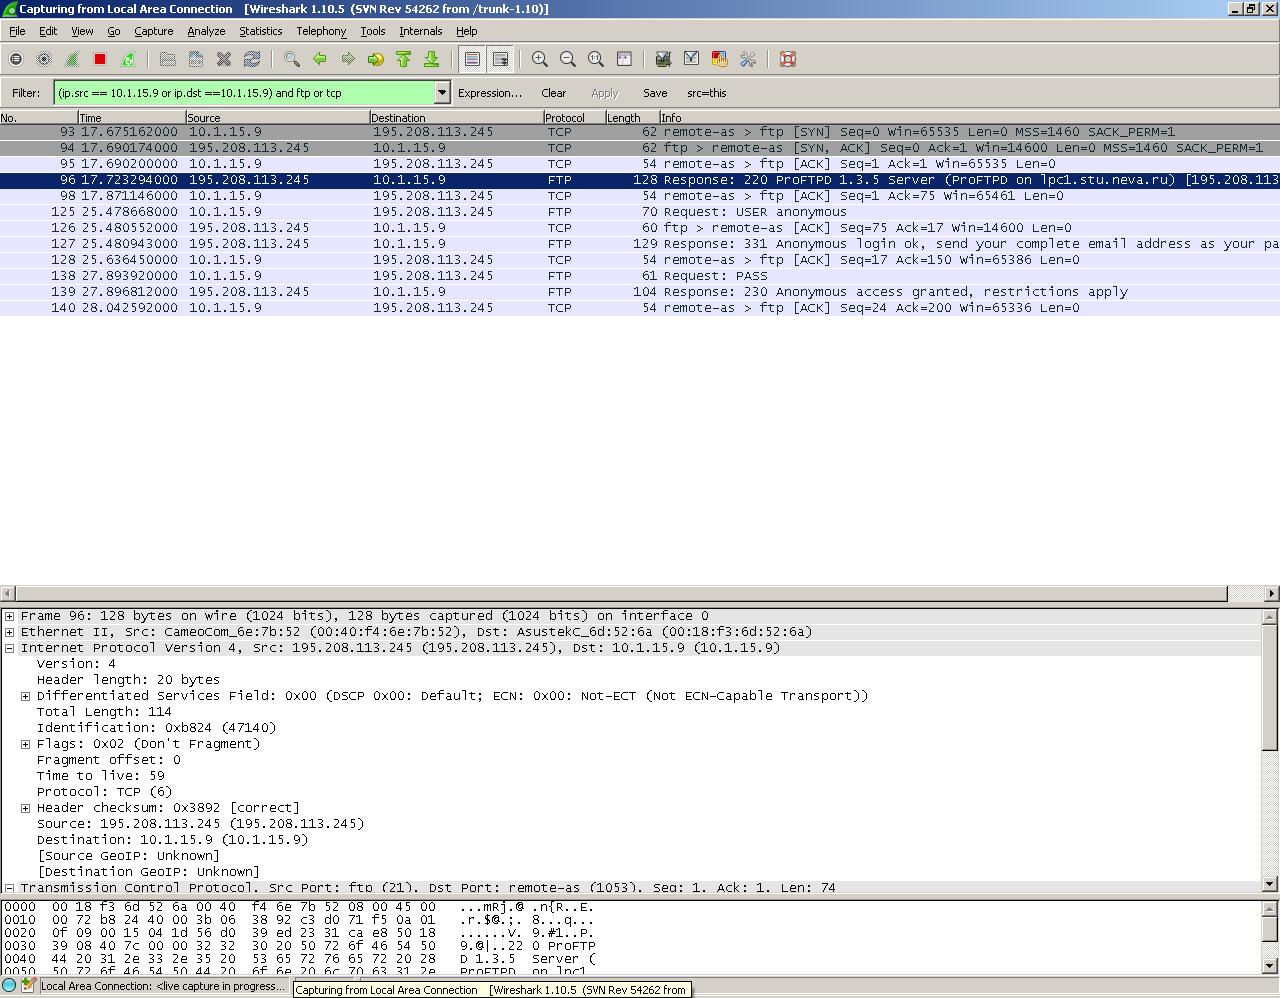 Capturing from Local Area Connection [Wireshark 1.10.5 (SVN Rev 54262 from /trunk-1.10)]
File Edit View Go Capture Analyze Statistics Telephony Tools Internals Help
Filter: (ip.src == 10.1.15.9 or ip.dst ==10.1.15.9) and ftp or tcp Expression... Clear Apply Save src=this
No. Time Source Destination Protocol Length Info
93 17.675162000 10.1.15.9 195.208.113.245 TCP 62 remote-as > ftp [SYN] Seq=0 Win=65535 Len=0 MSS=1460 SACK_PERM=1
94 17.690174000 195.208.113.245 10.1.15.9 TCP 62 ftp > remote-as [SYN, ACK] Seq=0 Ack=1 Win=14600 Len=0 MSS=1460 SACK_PERM=1
95 17.690200000 10.1.15.9 195.208.113.245 TCP 54 remote-as > ftp [ACK] Seq=1 Ack=1 Win=65535 Len=0
96 17.723294000 195.208.113.245 10.1.15.9 FTP 128 Response: 220 ProFTPD 1.3.5 Server (ProFTPD on lpc1.stu.neva.ru) [195.208.113
98 17.871146000 10.1.15.9 195.208.113.245 TCP 54 remote-as > ftp [ACK] Seq=1 Ack=75 Win=65461 Len=0
125 25.478668000 10.1.15.9 195.208.113.245 FTP 70 Request: USER anonymous
126 25.480552000 195.208.113.245 10.1.15.9 TCP 60 ftp > remote-as [ACK] Seq=75 Ack=17 Win=14600 Len=0
127 25.480943000 195.208.113.245 10.1.15.9 FTP 129 Response: 331 Anonymous login ok, send your complete email address as your pa
128 25.636450000 10.1.15.9 195.208.113.245 TCP 54 remote-as > ftp [ACK] Seq=17 Ack=150 Win=65386 Len=0
138 27.893920000 10.1.15.9 195.208.113.245 FTP 61 Request: PASS
139 27.896812000 195.208.113.245 10.1.15.9 FTP 104 Response: 230 Anonymous access granted, restrictions apply
140 28.042592000 10.1.15.9 195.208.113.245 TCP 54 remote-as > ftp [ACK] Seq=24 Ack=200 Win=65336 Len=0
Frame 96: 128 bytes on wire (1024 bits), 128 bytes captured (1024 bits) on interface 0
Ethernet II, Src: CameoCom_6e:7b:52 (00:40:f4:6e:7b:52), Dst: AsustekC_6d:52:6a (00:18:f3:6d:52:6a)
Internet Protocol Version 4, Src: 195.208.113.245 (195.208.113.245), Dst: 10.1.15.9 (10.1.15.9)
Version: 4
Header length: 20 bytes
Differentiated Services Field: 0x00 (DSCP 0x00: Default; ECN: 0x00: Not-ECT (Not ECN-Capable Transport))
Total Length: 114
Identification: 0xb824 (47140)
Flags: 0x02 (Don't Fragment)
Fragment offset: 0
Time to live: 59
Protocol: TCP (6)
Header checksum: 0x3892 [correct]
Source: 195.208.113.245 (195.208.113.245)
Destination: 10.1.15.9 (10.1.15.9)
[Source GeoIP: Unknown]
[Destination GeoIP: Unknown]
Transmission Control Protocol, Src Port: ftp (21), Dst Port: remote-as (1053), Seq: 1, Ack: 1, Len: 74
0000 00 18 f3 6d 52 6a 00 40 f4 6e 7b 52 08 00 45 00 ...mRj.@ .n{R..E.
0010 00 72 b8 24 40 00 3b 06 38 92 c3 d0 71 f5 0a 01 .r.$@.;. 8...q...
0020 0f 09 00 15 04 1d 56 d0 39 ed 23 31 ca e8 50 18 ......V. 9.#1..P.
0030 39 08 40 7c 00 00 32 32 30 20 50 72 6f 46 54 50 9.@|..22 0 ProFTP
0040 44 20 31 2e 33 2e 35 20 53 65 72 76 65 72 20 28 D 1.3.5 Server (
0050 50 72 6f 46 54 50 44 20 6f 6e 20 6c 70 63 31 2e ProFTPD on lpc1.
Local Area Connection: <live capture in progress...
Capturing from Local Area Connection [Wireshark 1.10.5 (SVN Rev 54262 from